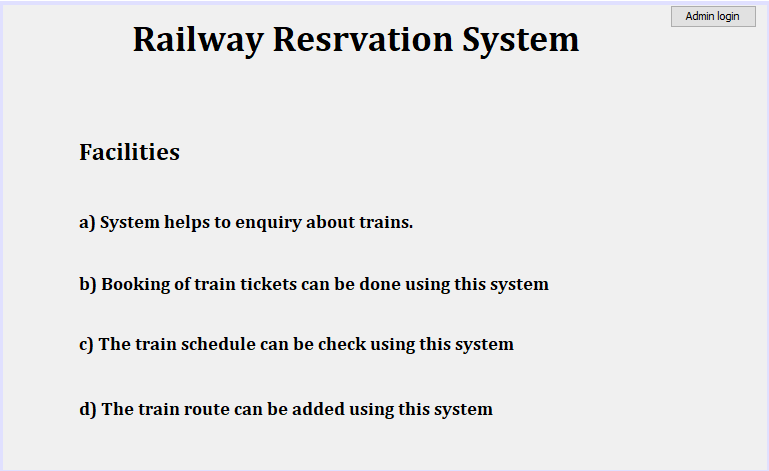 Admin login
Railway Resrvation System
Facilities
a) System helps to enquiry about trains.
b) Booking of train tickets can be done using this system
c) The train schedule can be check using this system
d) The train route can be added using this system